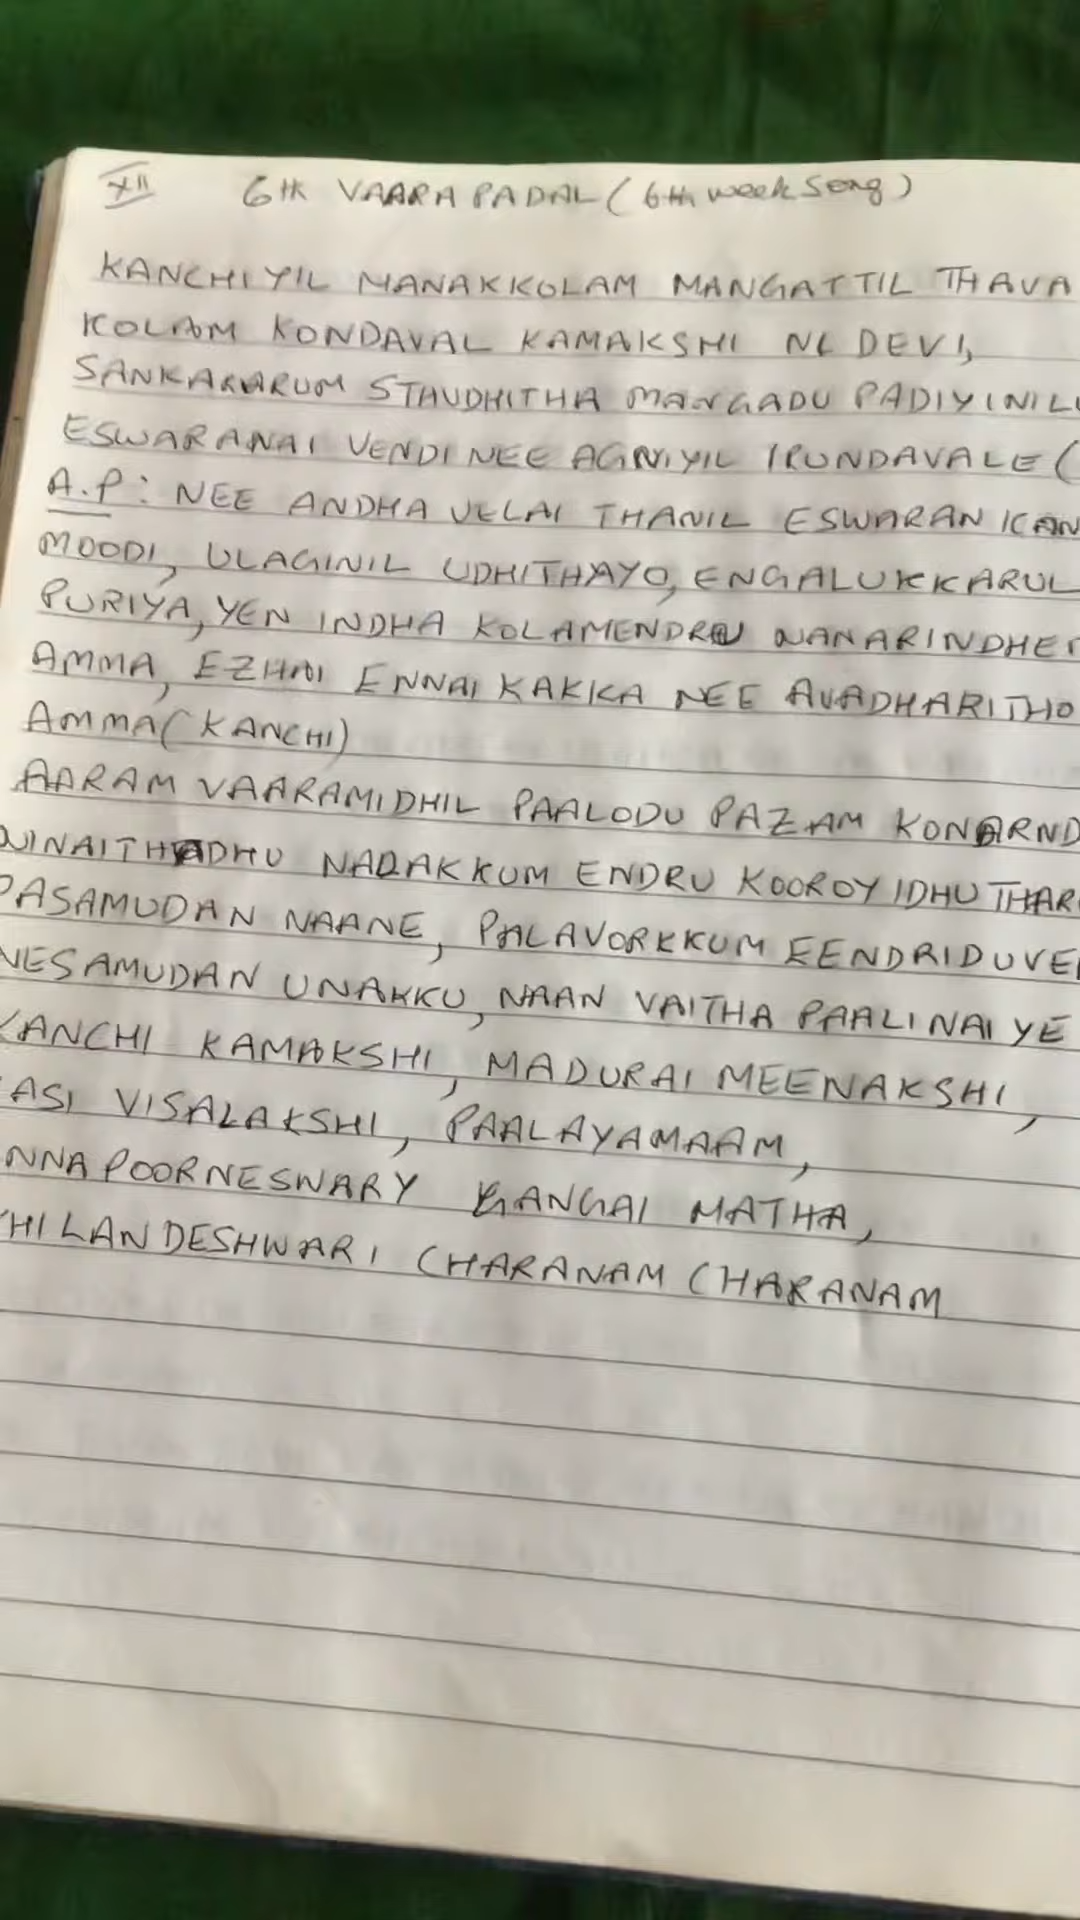 XII 6th VAARA PADAL (6th week song)
KANCHIYIL MANAKKOLAM MANGATTIL THAVA
KOLAM KONDAVAL KAMAKSHI NL DEVI,
SANKARARUM STHUDHITHA MANGADU PADIYINIL
ESWARANAI VENDI NEE AGNIYIL IRUNDAVALE (
A.P: NEE ANDHA VELAI THANIL ESWARAN KAN
MOODI, ULAGINIL UDHITHAYO, ENGALUKKARUL
PURIYA, YEN INDHA KOLAMENDRU NANARINDHE
AMMA, EZHAI ENNAI KAKKA NEE AVADHARITHO
AMMA (KANCHI)
AARAM VAARAMIDHIL PAALODU PAZAM KONARND
NINAITHADHU NADAKKUM ENDRU KOOROY IDHU THAR
PASAMUDAN NAANE, PALAVORKKUM EENDRIDUVE
NESAMUDAN UNAKKU, NAAN VAITHA PAALINAI YE
KANCHI KAMAKSHI, MADURAI MEENAKSHI,
ASI VISALAKSHI, PAALAYAMAAM,
NNAPOORNESWARY GANGAI MATHA,
HILANDESHWARI CHARANAM CHARANAM